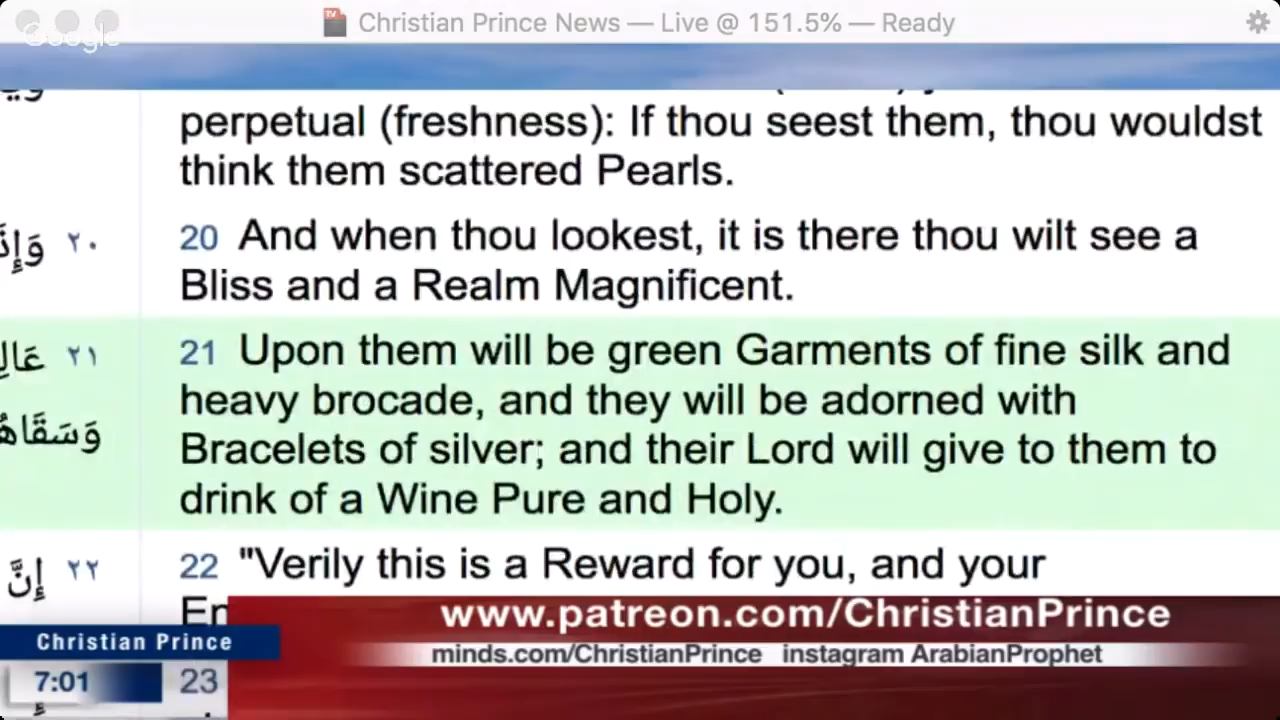 Christian Prince News — Live @ 151.5% — Ready
Google
perpetual (freshness): If thou seest them, thou wouldst
think them scattered Pearls.
٢٠
20 And when thou lookest, it is there thou wilt see a
Bliss and a Realm Magnificent.
٢١
21 Upon them will be green Garments of fine silk and
heavy brocade, and they will be adorned with
Bracelets of silver; and their Lord will give to them to
drink of a Wine Pure and Holy.
إِنَّ ٢٢
22 "Verily this is a Reward for you, and your
www.patreon.com/ChristianPrince
Christian Prince
minds.com/ChristianPrince instagram ArabianProphet
7:01
23